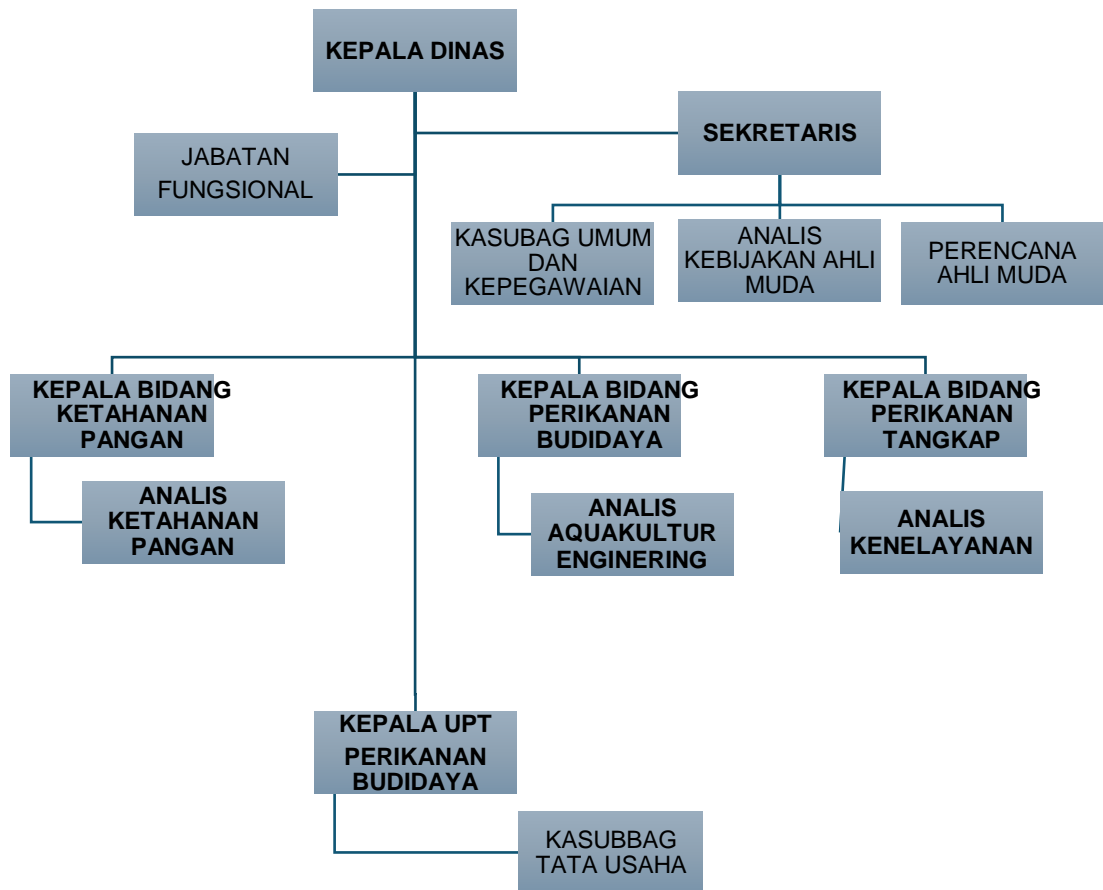 KEPALA DINAS
SEKRETARIS
JABATAN
FUNGSIONAL
KASUBAG UMUM
DAN
KEPEGAWAIAN
ANALIS
KEBIJAKAN AHLI
MUDA
PERENCANA
AHLI MUDA
KEPALA BIDANG
KETAHANAN
PANGAN
KEPALA BIDANG
PERIKANAN
BUDIDAYA
KEPALA BIDANG
PERIKANAN
TANGKAP
ANALIS
KETAHANAN
PANGAN
ANALIS
AQUAKULTUR
ENGINERING
ANALIS
KENELAYANAN
KEPALA UPT
PERIKANAN
BUDIDAYA
KASUBBAG
TATA USAHA